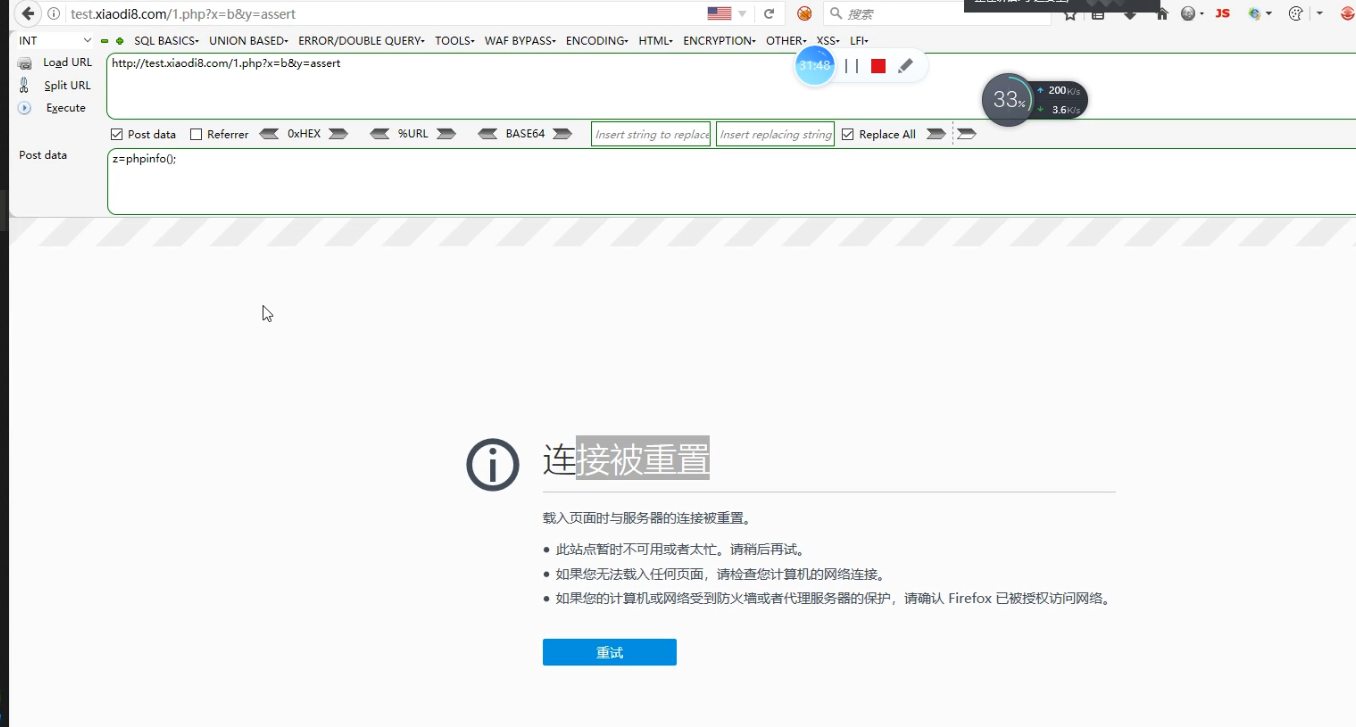 test.xiaodi8.com/1.php?x=b&y=assert
搜索
JS
INT
SQL BASICS UNION BASED ERROR/DOUBLE QUERY TOOLS WAF BYPASS ENCODING HTML ENCRYPTION OTHER XSS LFI
Load URL
http://test.xiaodi8.com/1.php?x=b&y=assert
31:48
Split URL
Execute
33%
200K/s
3.6K/s
Post data Referrer 0xHEX %URL BASE64 Insert string to replace Insert replacing string Replace All
Post data
z=phpinfo();
连接被重置
载入页面时与服务器的连接被重置。
此站点暂时不可用或者太忙。请稍后再试。
如果您无法载入任何页面，请检查您计算机的网络连接。
如果您的计算机或网络受到防火墙或者代理服务器的保护，请确认 Firefox 已被授权访问网络。
重试